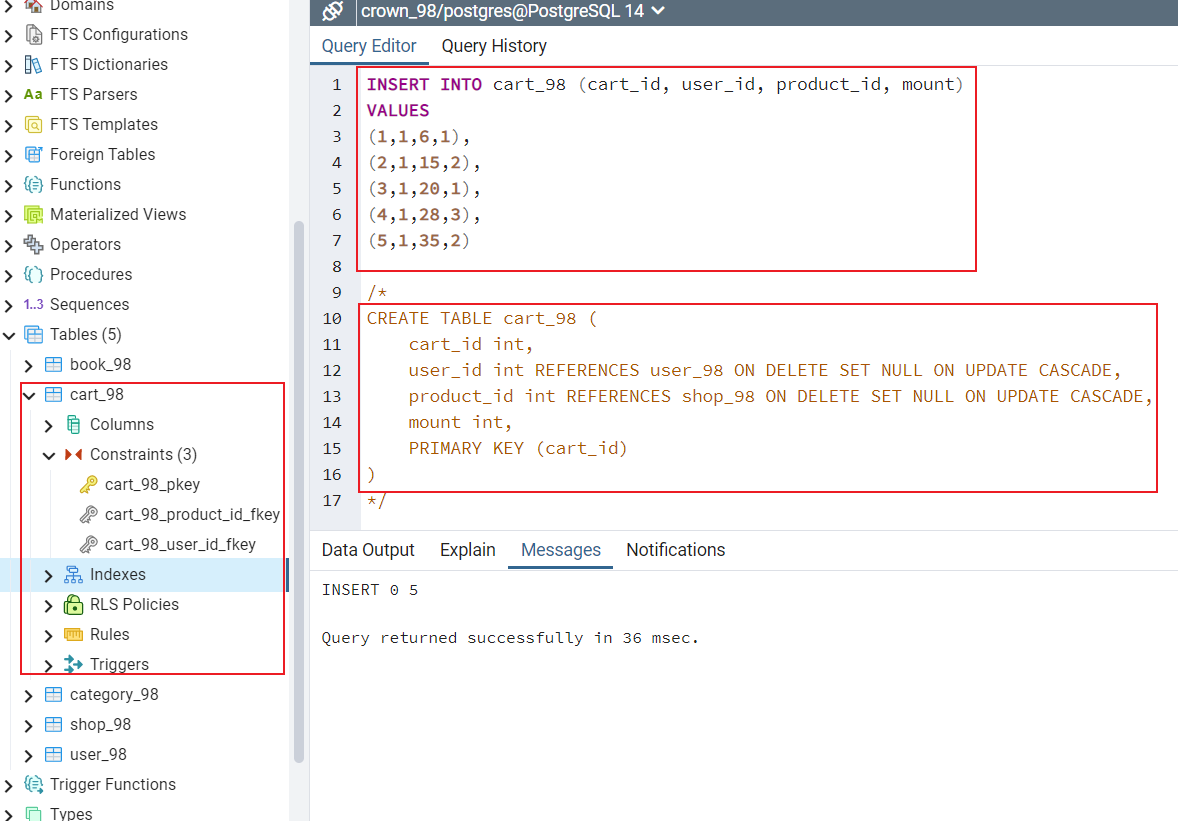 Domains
FTS Configurations
FTS Dictionaries
Aa FTS Parsers
FTS Templates
Foreign Tables
Functions
Materialized Views
Operators
Procedures
1..3 Sequences
Tables (5)
book_98
cart_98
Columns
Constraints (3)
cart_98_pkey
cart_98_product_id_fkey
cart_98_user_id_fkey
Indexes
RLS Policies
Rules
Triggers
category_98
shop_98
user_98
Trigger Functions
Types
crown_98/postgres@PostgreSQL 14
Query Editor Query History
1 INSERT INTO cart_98 (cart_id, user_id, product_id, mount)
2 VALUES
3 (1,1,6,1),
4 (2,1,15,2),
5 (3,1,20,1),
6 (4,1,28,3),
7 (5,1,35,2)
8
9 /*
10 CREATE TABLE cart_98 (
11 cart_id int,
12 user_id int REFERENCES user_98 ON DELETE SET NULL ON UPDATE CASCADE,
13 product_id int REFERENCES shop_98 ON DELETE SET NULL ON UPDATE CASCADE,
14 mount int,
15 PRIMARY KEY (cart_id)
16 )
17 */
Data Output Explain Messages Notifications
INSERT 0 5
Query returned successfully in 36 msec.